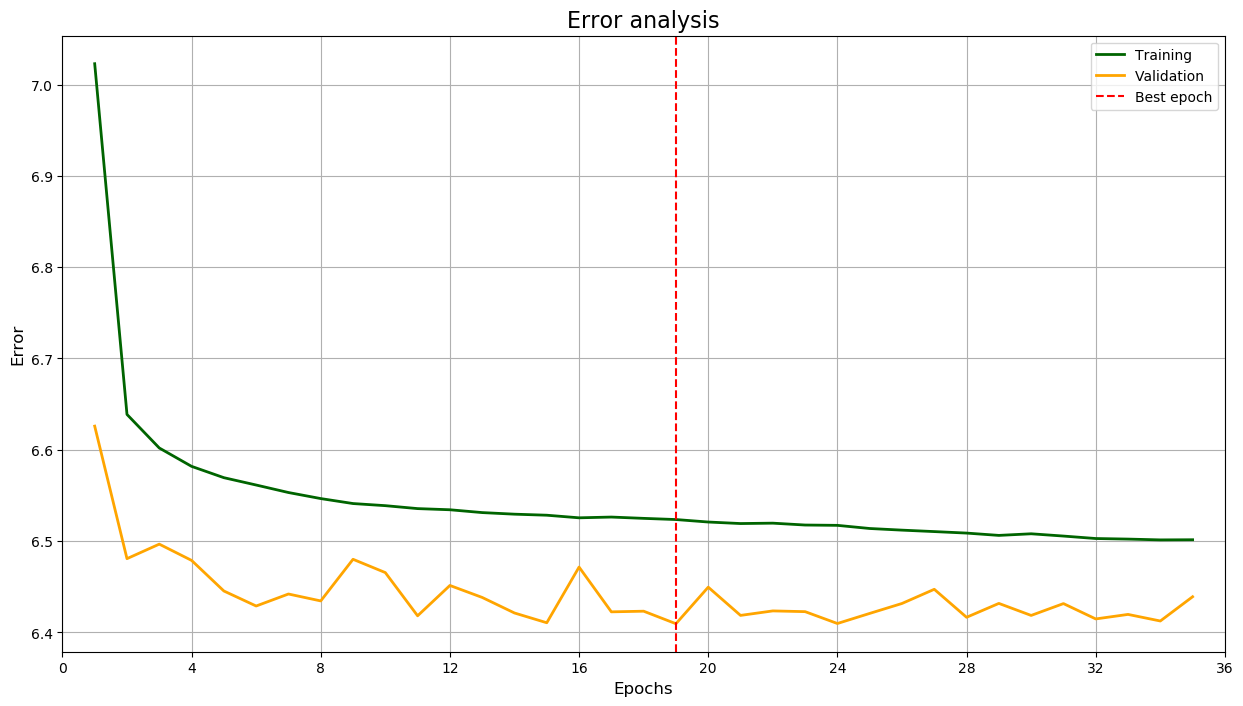 Error analysis
Training
Validation
Best epoch
7.0
6.9
6.8
6.7
6.6
6.5
6.4
Error
0 4 8 12 16 20 24 28 32 36
Epochs